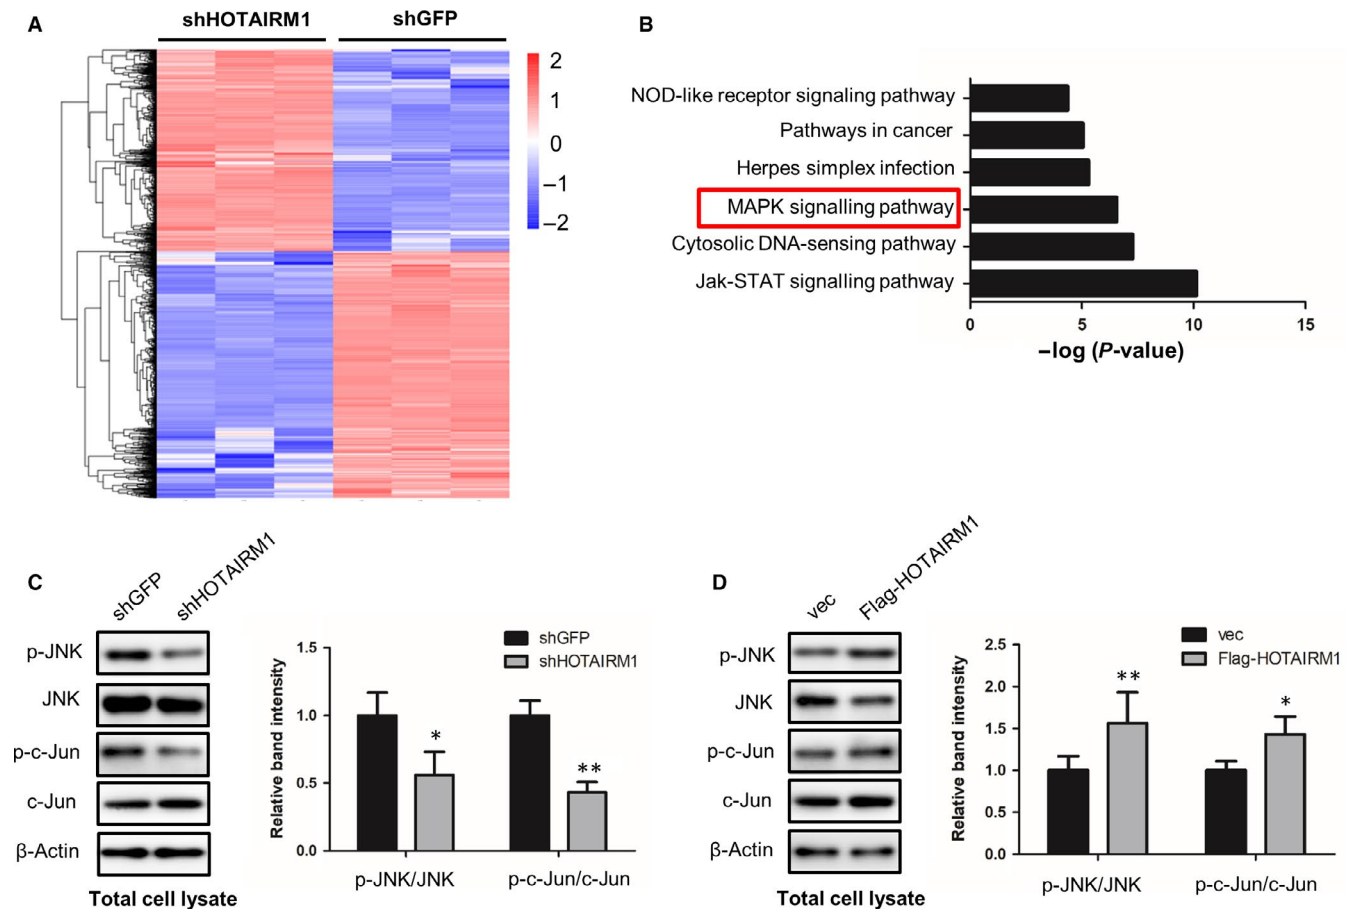 A
shHOTAIRM1
shGFP
2
1
0
−1
−2
B
NOD-like receptor signaling pathway
Pathways in cancer
Herpes simplex infection
MAPK signalling pathway
Cytosolic DNA-sensing pathway
Jak-STAT signalling pathway
0
5
10
15
−log (P-value)
C
shGFP
shHOTAIRM1
p-JNK
JNK
p-c-Jun
c-Jun
β-Actin
Total cell lysate
Relative band intensity
1.5
1.0
0.5
0.0
shGFP
shHOTAIRM1
*
**
p-JNK/JNK
p-c-Jun/c-Jun
D
vec
Flag-HOTAIRM1
p-JNK
JNK
p-c-Jun
c-Jun
β-Actin
Total cell lysate
Relative band intensity
2.5
2.0
1.5
1.0
0.5
0.0
vec
Flag-HOTAIRM1
**
*
p-JNK/JNK
p-c-Jun/c-Jun